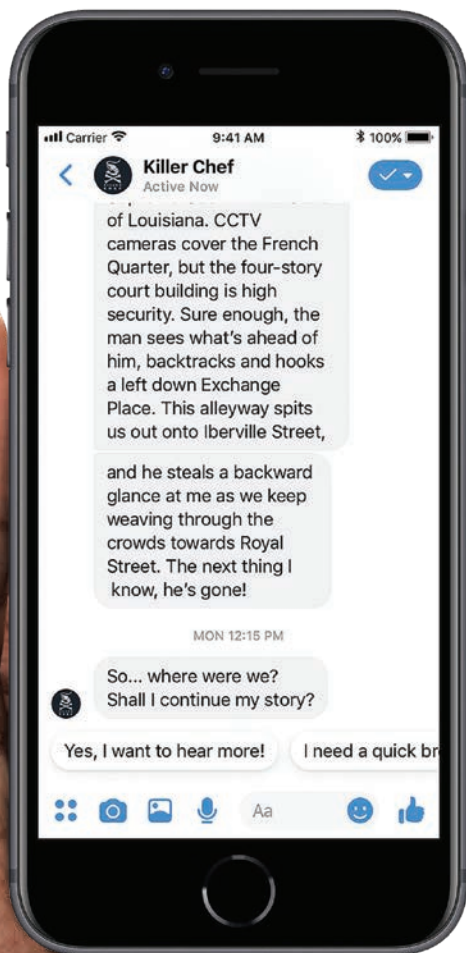 Carrier
9:41 AM
100%
Killer Chef
Active Now
of Louisiana. CCTV
cameras cover the French
Quarter, but the four-story
court building is high
security. Sure enough, the
man sees what’s ahead of
him, backtracks and hooks
a left down Exchange
Place. This alleyway spits
us out onto Iberville Street,
and he steals a backward
glance at me as we keep
weaving through the
crowds towards Royal
Street. The next thing I
know, he’s gone!
MON 12:15 PM
So... where were we?
Shall I continue my story?
Yes, I want to hear more!
I need a quick br
Aa